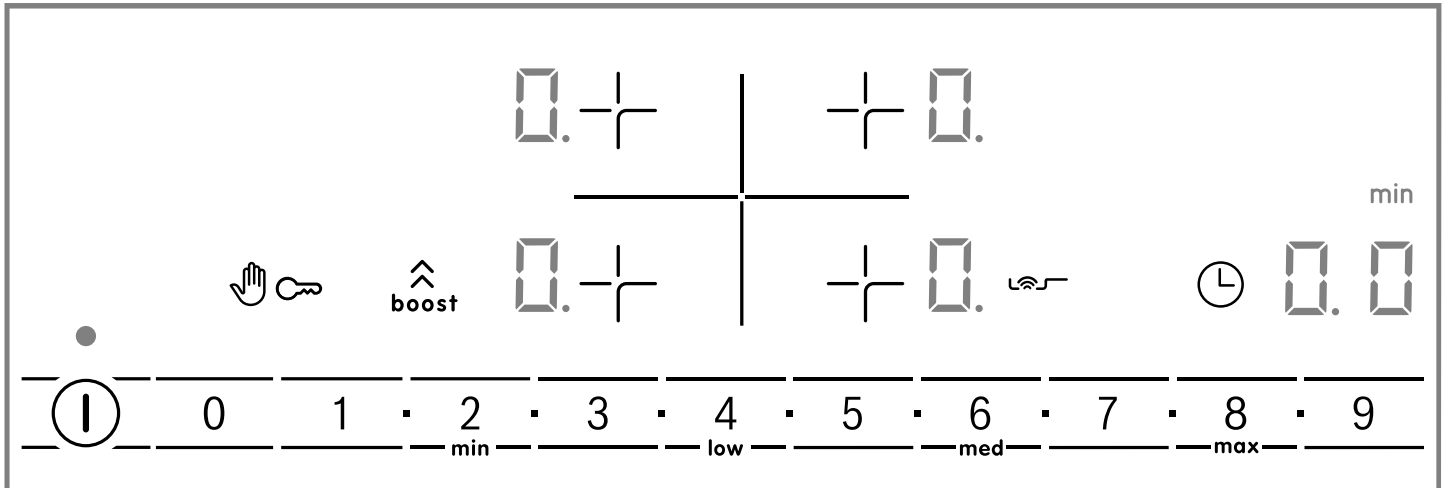 0. 0.
min
boost 0. 0. 0. 0
0 1 · 2 · 3 · 4 · 5 · 6 · 7 · 8 · 9
min low med max